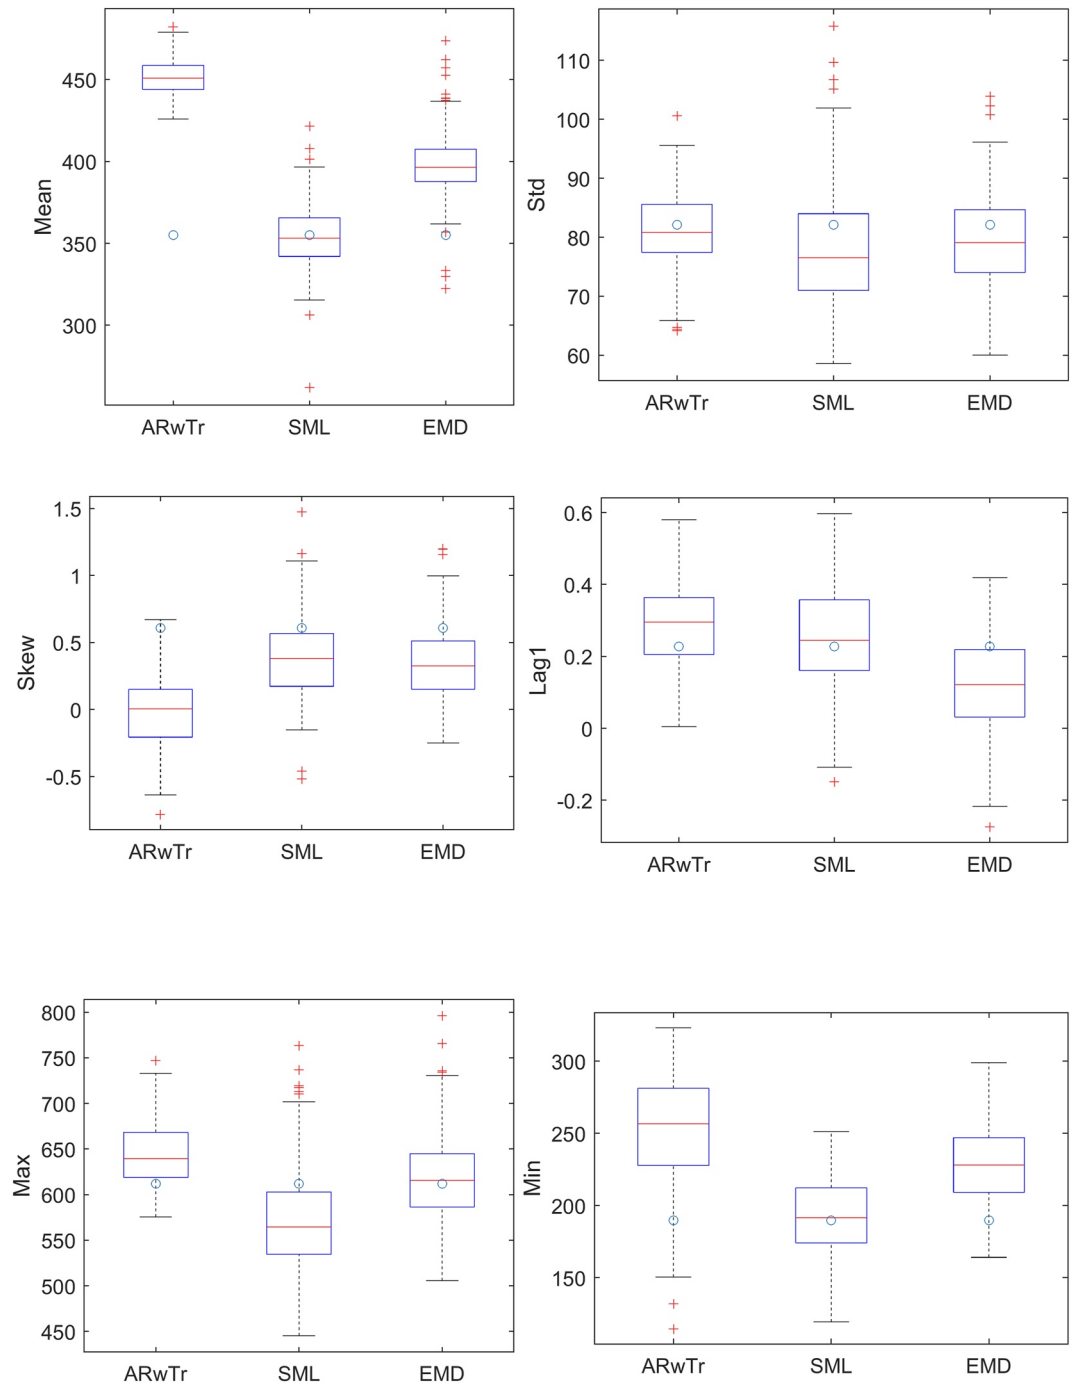 Mean
450
400
350
300
ARwTr SML EMD
Std
110
100
90
80
70
60
ARwTr SML EMD
Skew
1.5
1
0.5
0
-0.5
ARwTr SML EMD
Lag1
0.6
0.4
0.2
0
-0.2
ARwTr SML EMD
Max
800
750
700
650
600
550
500
450
ARwTr SML EMD
Min
300
250
200
150
ARwTr SML EMD